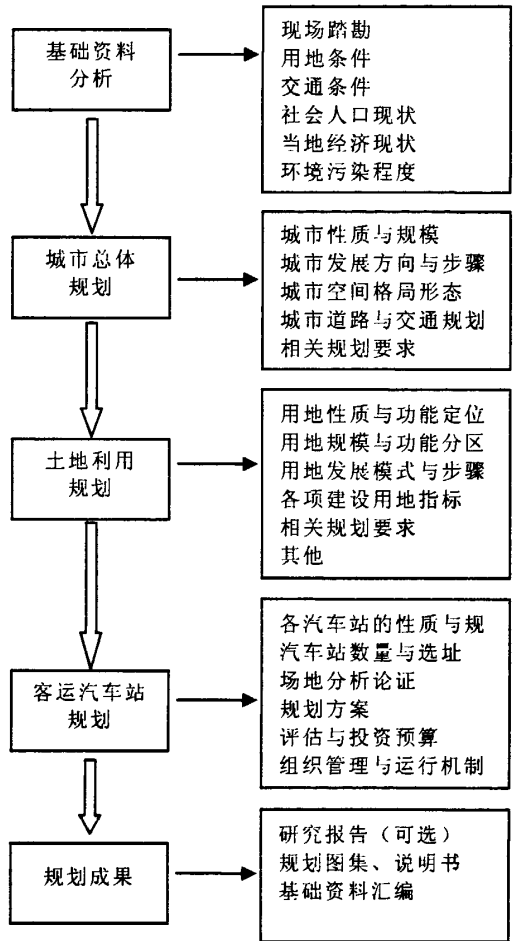 基础资料
分析
现场踏勘
用地条件
交通条件
社会人口现状
当地经济现状
环境污染程度
城市总体
规划
城市性质与规模
城市发展方向与步骤
城市空间格局形态
城市道路与交通规划
相关规划要求
土地利用
规划
用地性质与功能定位
用地规模与功能分区
用地发展模式与步骤
各项建设用地指标
相关规划要求
其他
客运汽车站
规划
各汽车站的性质与规
汽车站数量与选址
场地分析论证
规划方案
评估与投资预算
组织管理与运行机制
规划成果
研究报告（可选）
规划图集、说明书
基础资料汇编